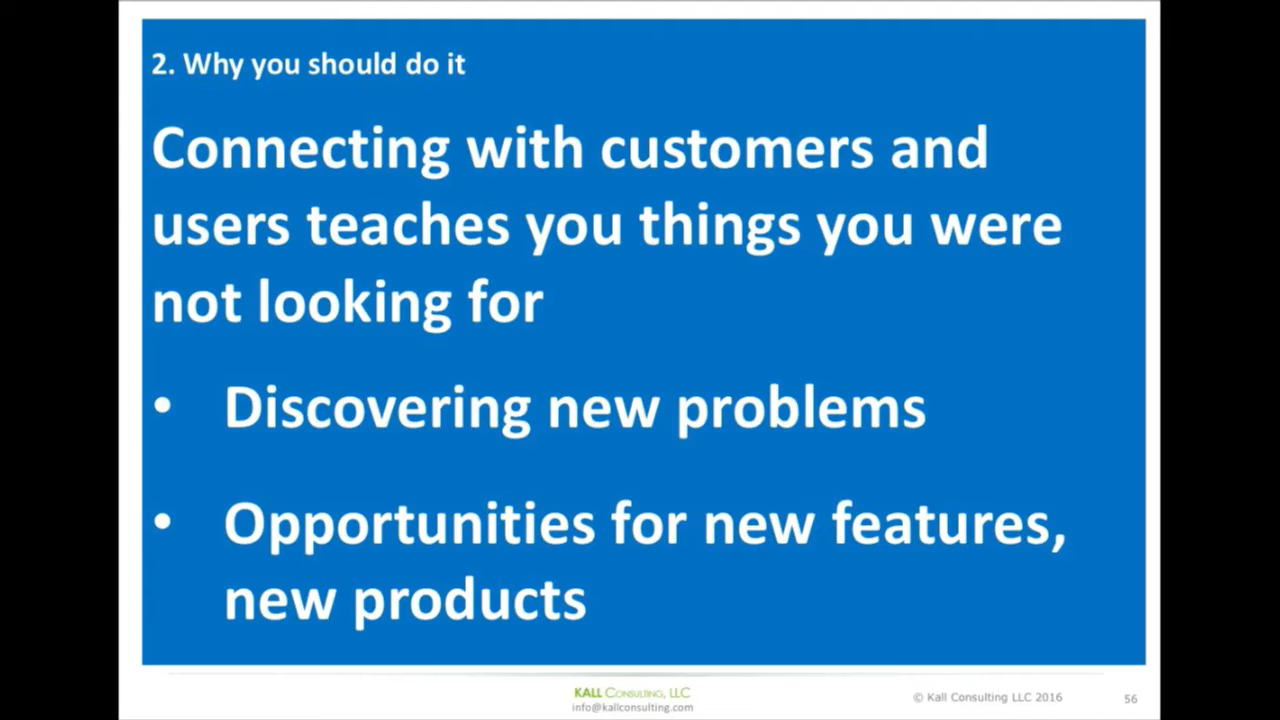 2. Why you should do it
Connecting with customers and
users teaches you things you were
not looking for
• Discovering new problems
• Opportunities for new features,
new products
KALL CONSULTING, LLC
info@kallconsulting.com
© Kall Consulting LLC 2016
56